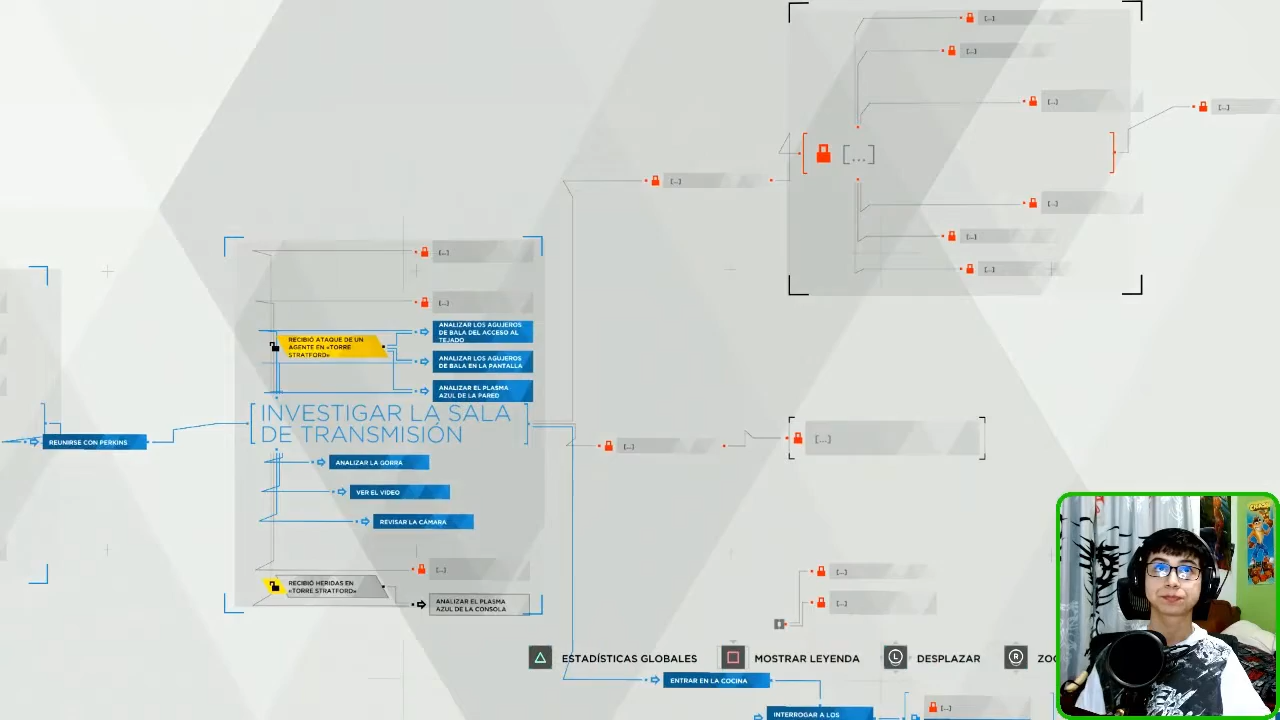 [...]
[...]
[...]
[...]
[...]
[...]
[...]
[...]
[...]
[...]
[...]
[...]
RECIBIÓ ATAQUE DE UN
AGENTE EN «TORRE
STRATFORD»
ANALIZAR LOS AGUJEROS
DE BALA DEL ACCESO AL
TEJADO
ANALIZAR LOS AGUJEROS
DE BALA EN LA PANTALLA
ANALIZAR EL PLASMA
AZUL DE LA PARED
INVESTIGAR LA SALA
DE TRANSMISIÓN
REUNIRSE CON PERKINS
[...]
[...]
ANALIZAR LA GORRA
VER EL VIDEO
REVISAR LA CÁMARA
[...]
RECIBIÓ HERIDAS EN
«TORRE STRATFORD»
ANALIZAR EL PLASMA
AZUL DE LA CONSOLA
[...]
[...]
ESTADÍSTICAS GLOBALES
MOSTRAR LEYENDA
L
DESPLAZAR
R
ENTRAR EN LA COCINA
[...]
INTERROGAR A LOS
CRASH